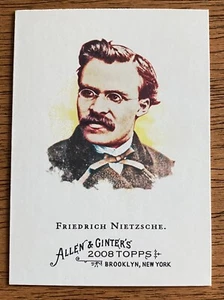 FRIEDRICH NIETZSCHE.
ALLEN & GINTER'S
2008 TOPPS
BROOKLYN, NEW YORK